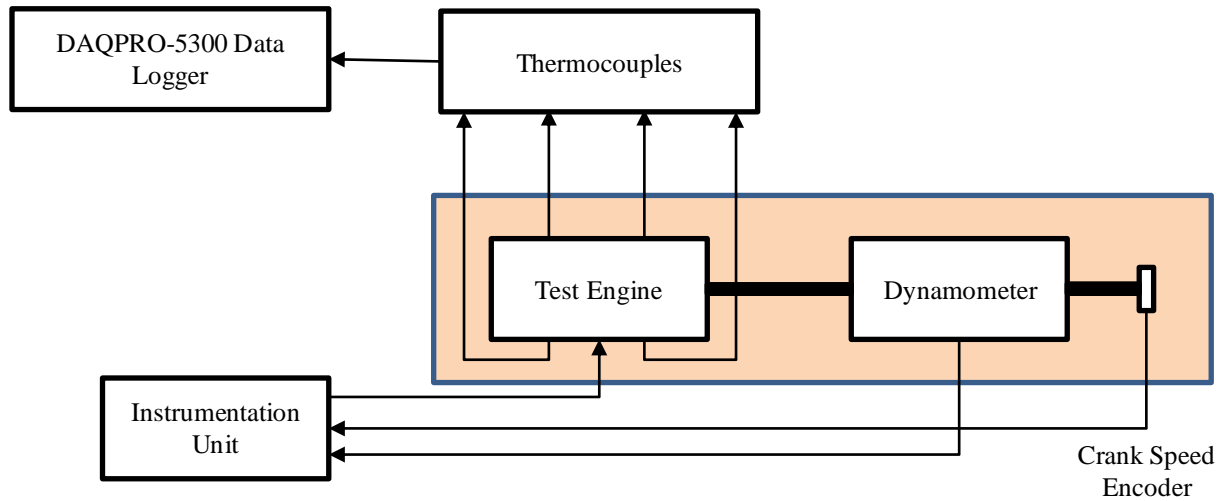 DAQPRO-5300 Data
Logger
Thermocouples
Test Engine
Dynamometer
Instrumentation
Unit
Crank Speed
Encoder